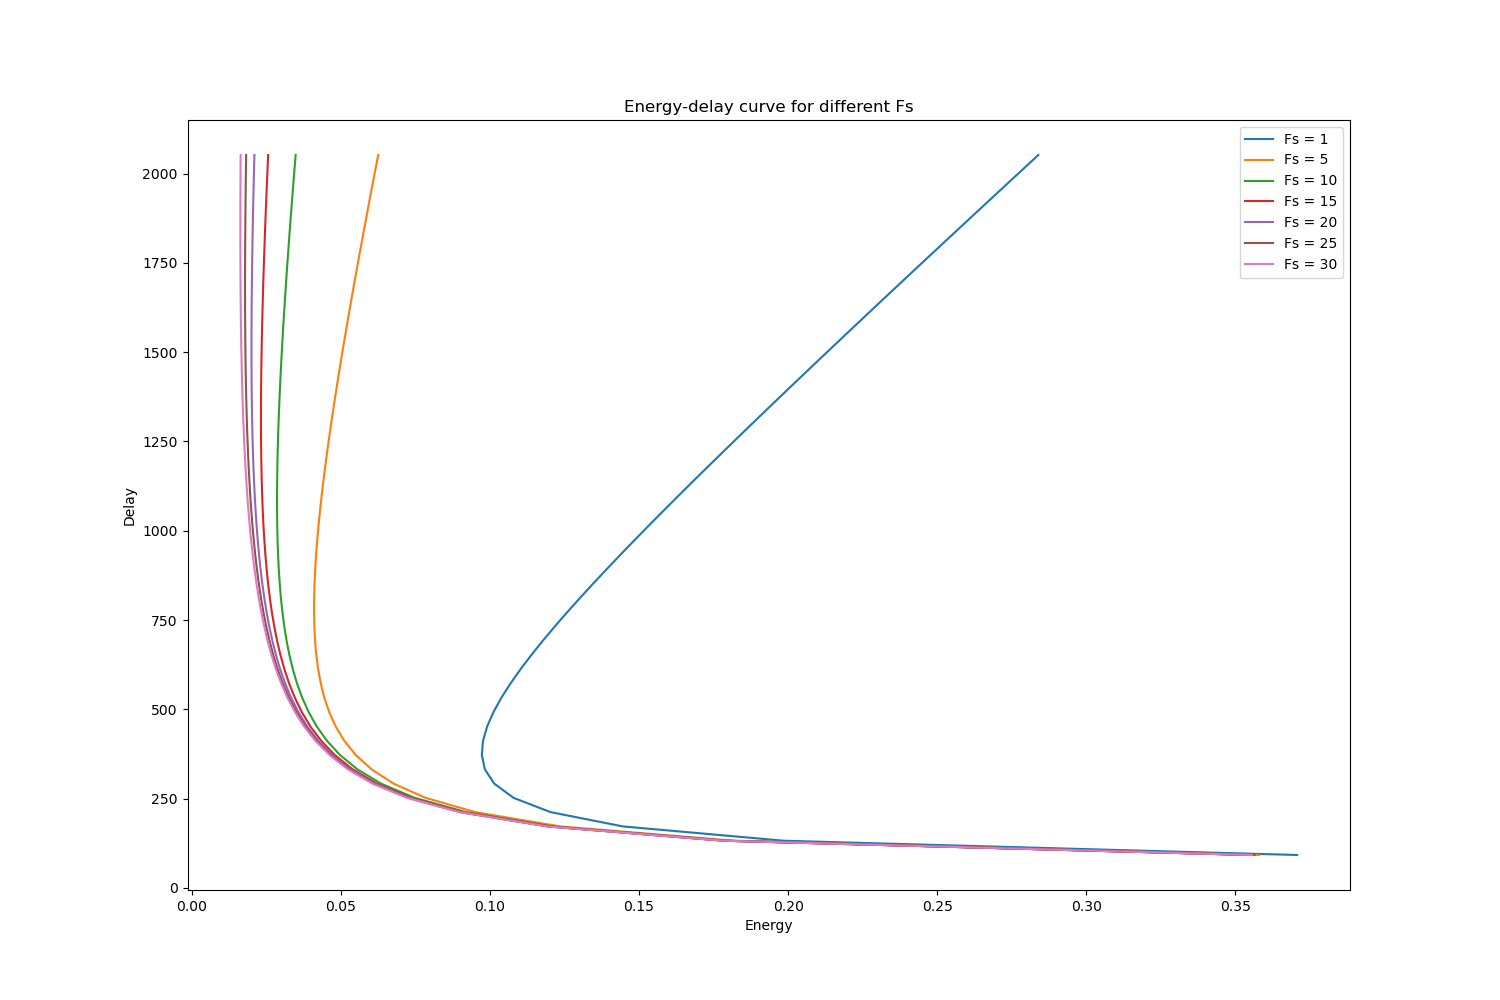 Energy-delay curve for different Fs
Fs = 1
Fs = 5
Fs = 10
Fs = 15
Fs = 20
Fs = 25
Fs = 30
2000
1750
1500
1250
1000
750
500
250
0
Delay
0.00 0.05 0.10 0.15 0.20 0.25 0.30 0.35
Energy